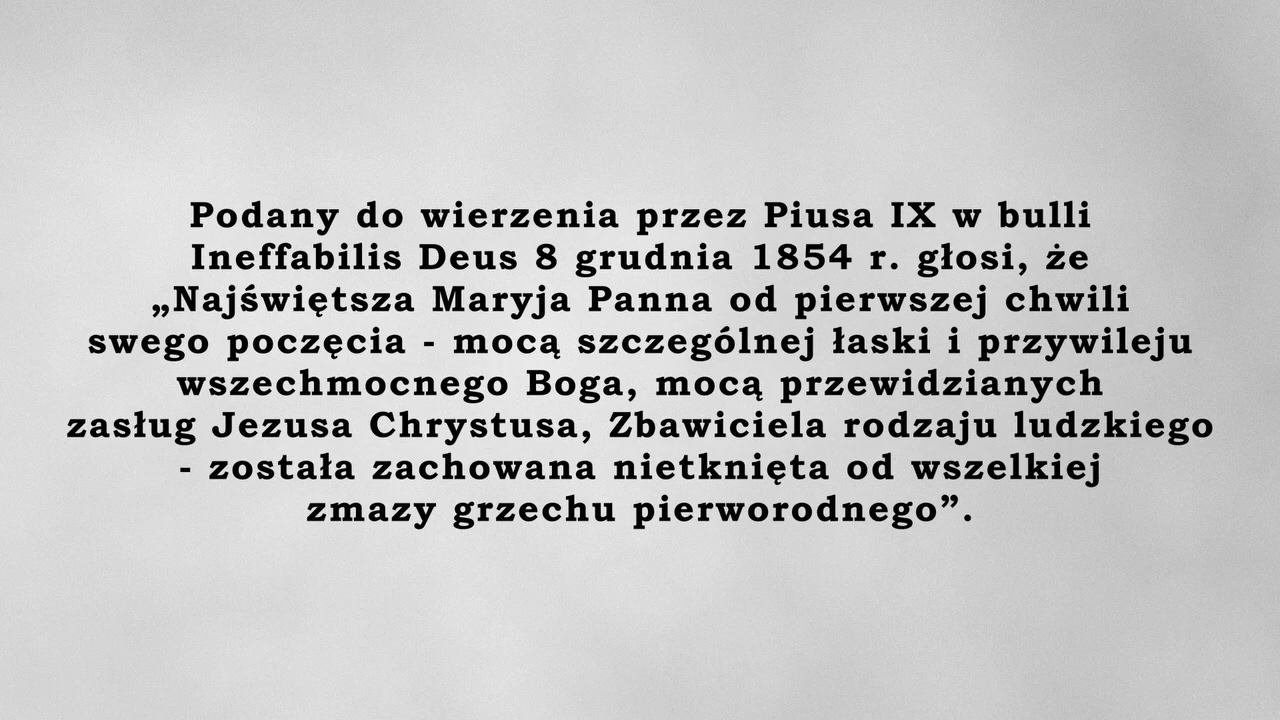 Podany do wierzenia przez Piusa IX w bulli
Ineffabilis Deus 8 grudnia 1854 r. głosi, że
„Najświętsza Maryja Panna od pierwszej chwili
swego poczęcia - mocą szczególnej łaski i przywileju
wszechmocnego Boga, mocą przewidzianych
zasług Jezusa Chrystusa, Zbawiciela rodzaju ludzkiego
- została zachowana nietknięta od wszelkiej
zmazy grzechu pierworodnego”.